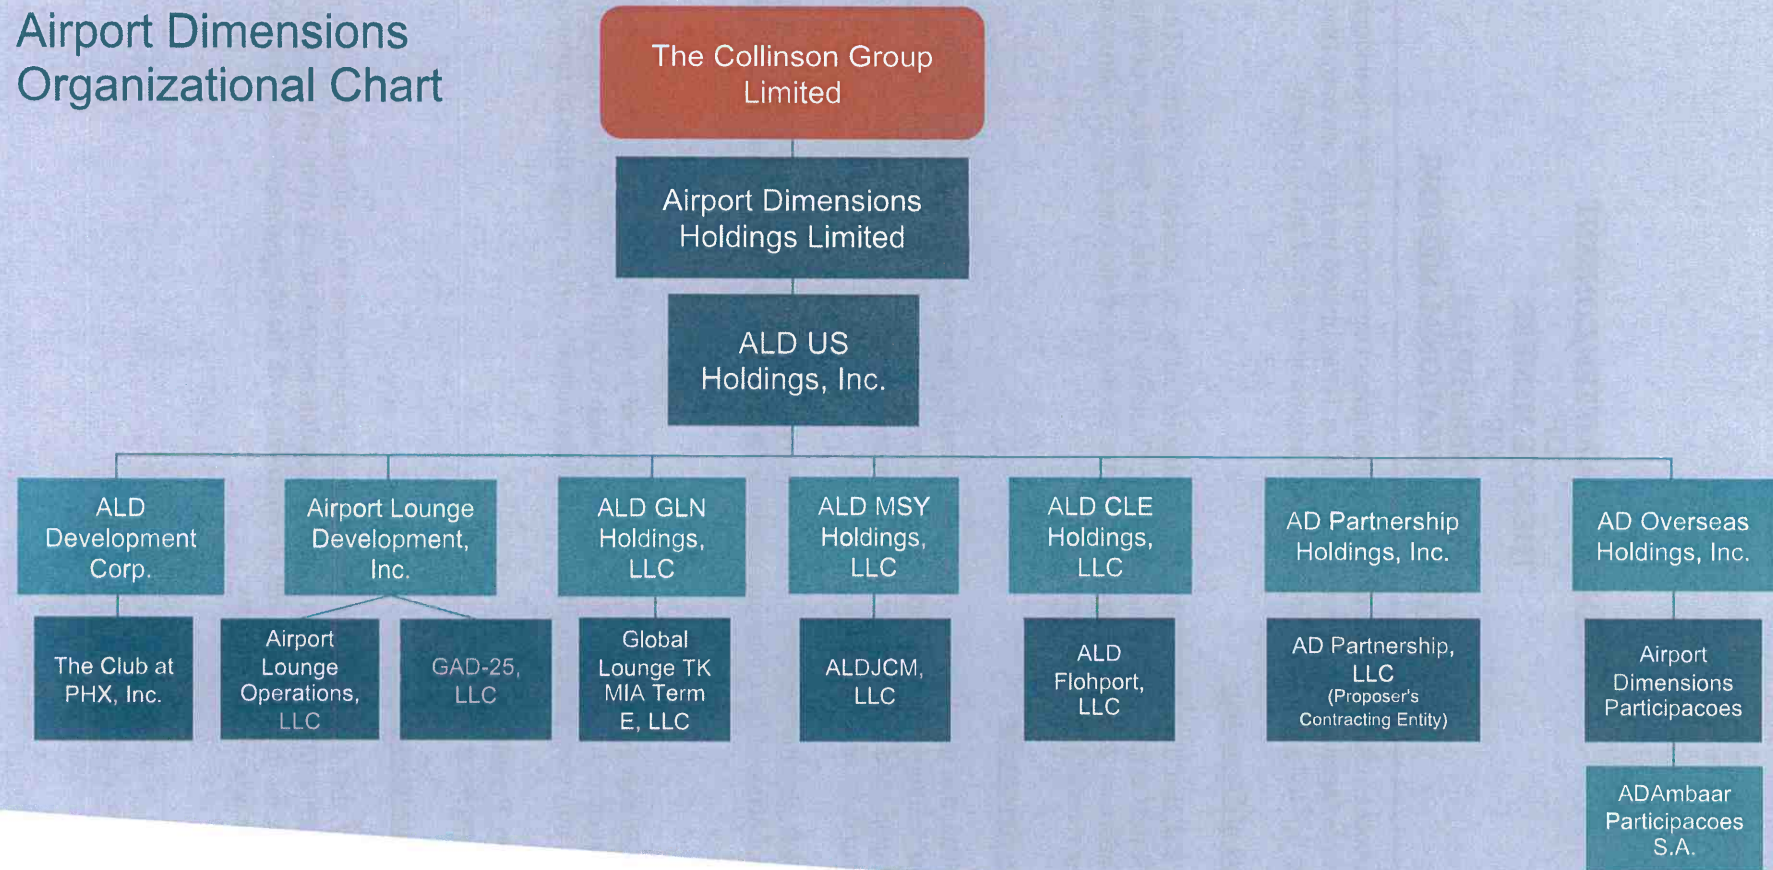 Airport Dimensions
Organizational Chart
The Collinson Group
Limited
Airport Dimensions
Holdings Limited
ALD US
Holdings, Inc.
ALD
Development
Corp.
Airport Lounge
Development,
Inc.
ALD GLN
Holdings,
LLC
ALD MSY
Holdings,
LLC
ALD CLE
Holdings,
LLC
AD Partnership
Holdings, Inc.
AD Overseas
Holdings, Inc.
The Club at
PHX, Inc.
Airport
Lounge
Operations,
LLC
GAD-25,
LLC
Global
Lounge TK
MIA Term
E, LLC
ALDJCM,
LLC
ALD
Flohport,
LLC
AD Partnership,
LLC
(Proposer's
Contracting Entity)
Airport
Dimensions
Participacoes
ADAmbaar
Participacoes
S.A.